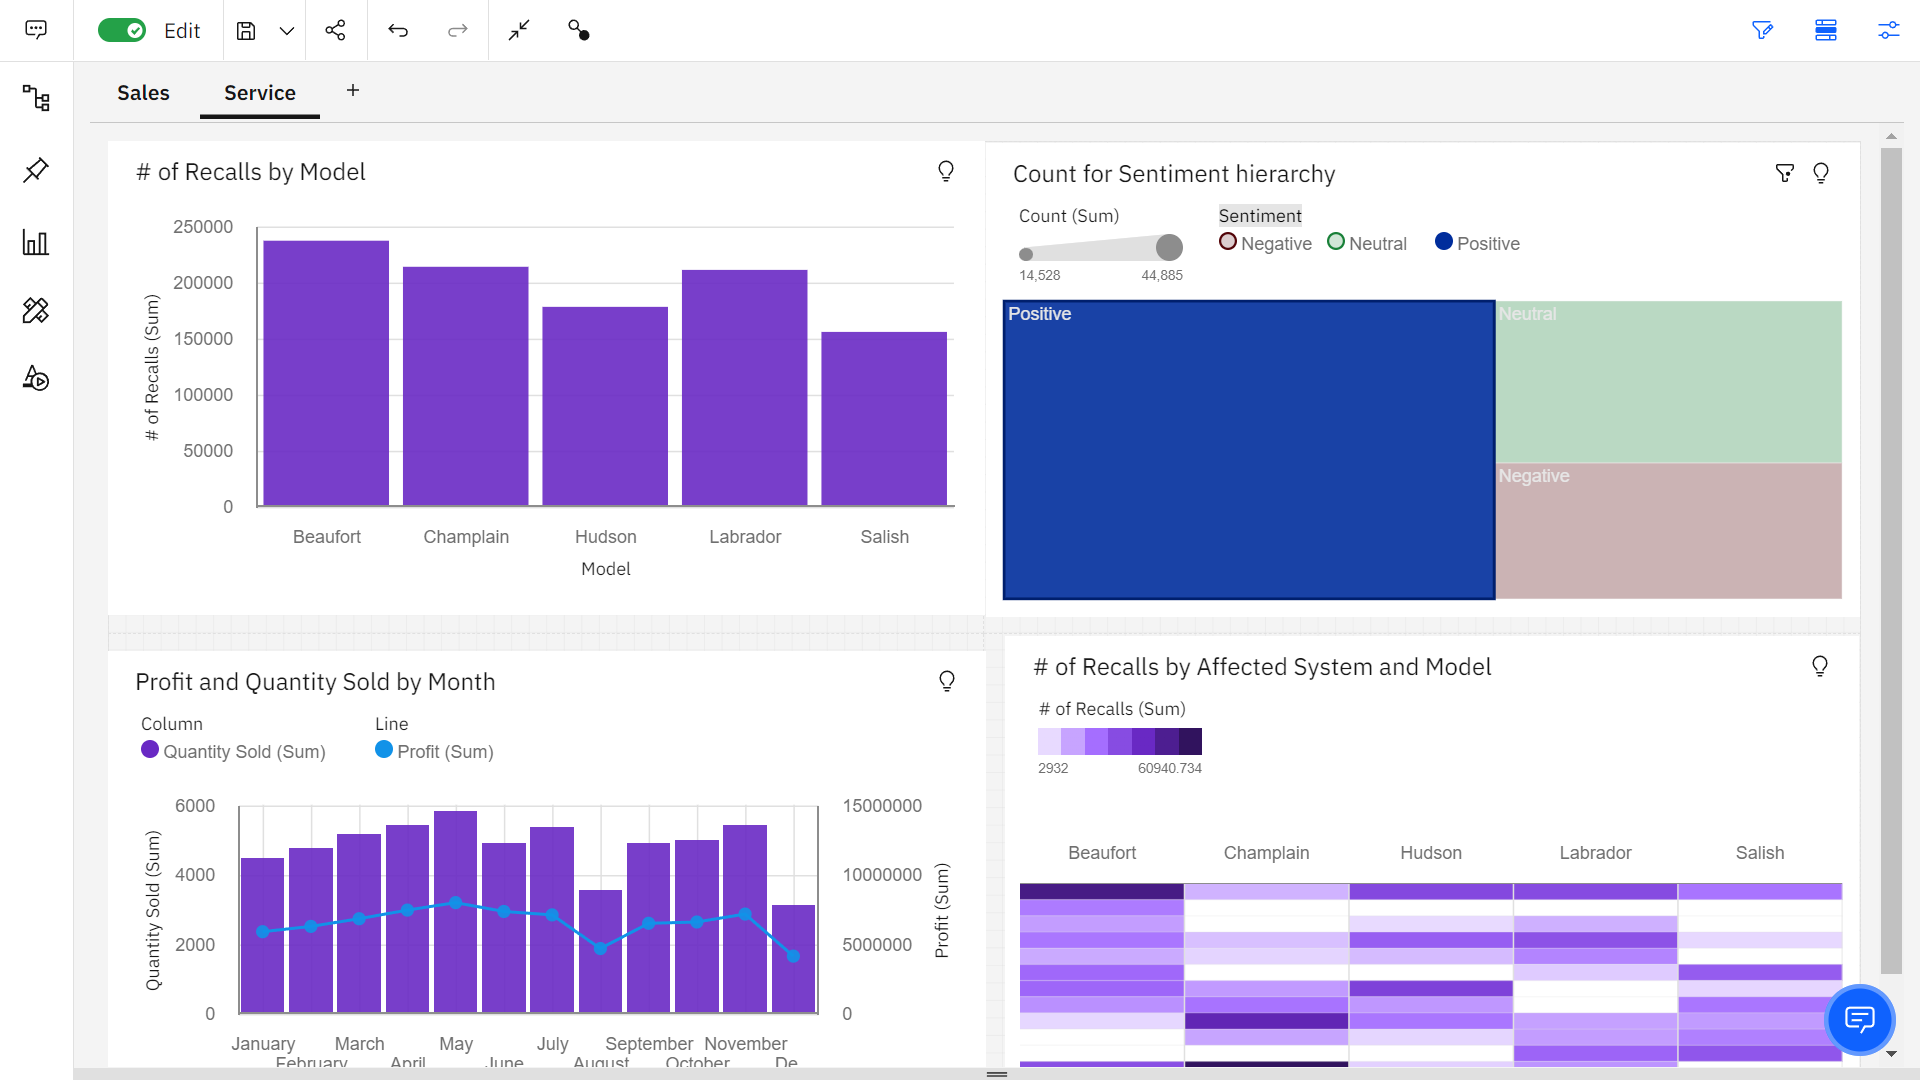 Edit
Sales
Service
# of Recalls by Model
250000
200000
150000
100000
50000
0
# of Recalls (Sum)
Beaufort
Champlain
Hudson
Labrador
Salish
Model
Count for Sentiment hierarchy
Count (Sum)
14,528
44,885
Sentiment
Negative
Neutral
Positive
Positive
Neutral
Negative
Profit and Quantity Sold by Month
Column
Quantity Sold (Sum)
Line
Profit (Sum)
6000
4000
2000
0
Quantity Sold (Sum)
15000000
10000000
5000000
0
Profit (Sum)
January
February
March
April
May
June
July
August
September
October
November
De
# of Recalls by Affected System and Model
# of Recalls (Sum)
2932
60940.734
Beaufort
Champlain
Hudson
Labrador
Salish